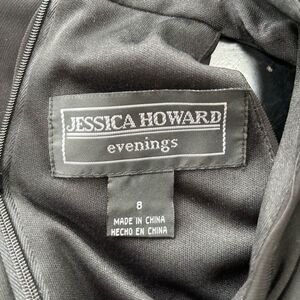 JESSICA HOWARD
evenings
8
MADE IN CHINA
HECHO EN CHINA